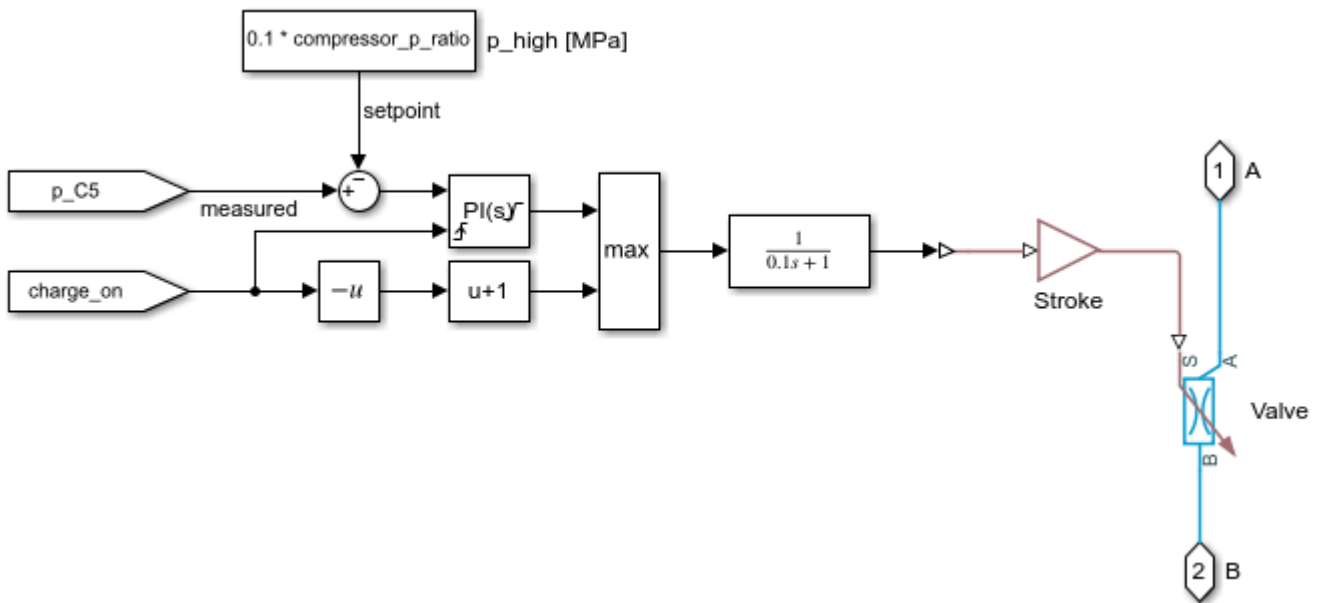 0.1 * compressor_p_ratio
p_high [MPa]
setpoint
p_C5
measured
+
−
PI(s)
charge_on
-u
u+1
max
1
0.1s + 1
Stroke
1
A
S
A
Valve
B
2
B